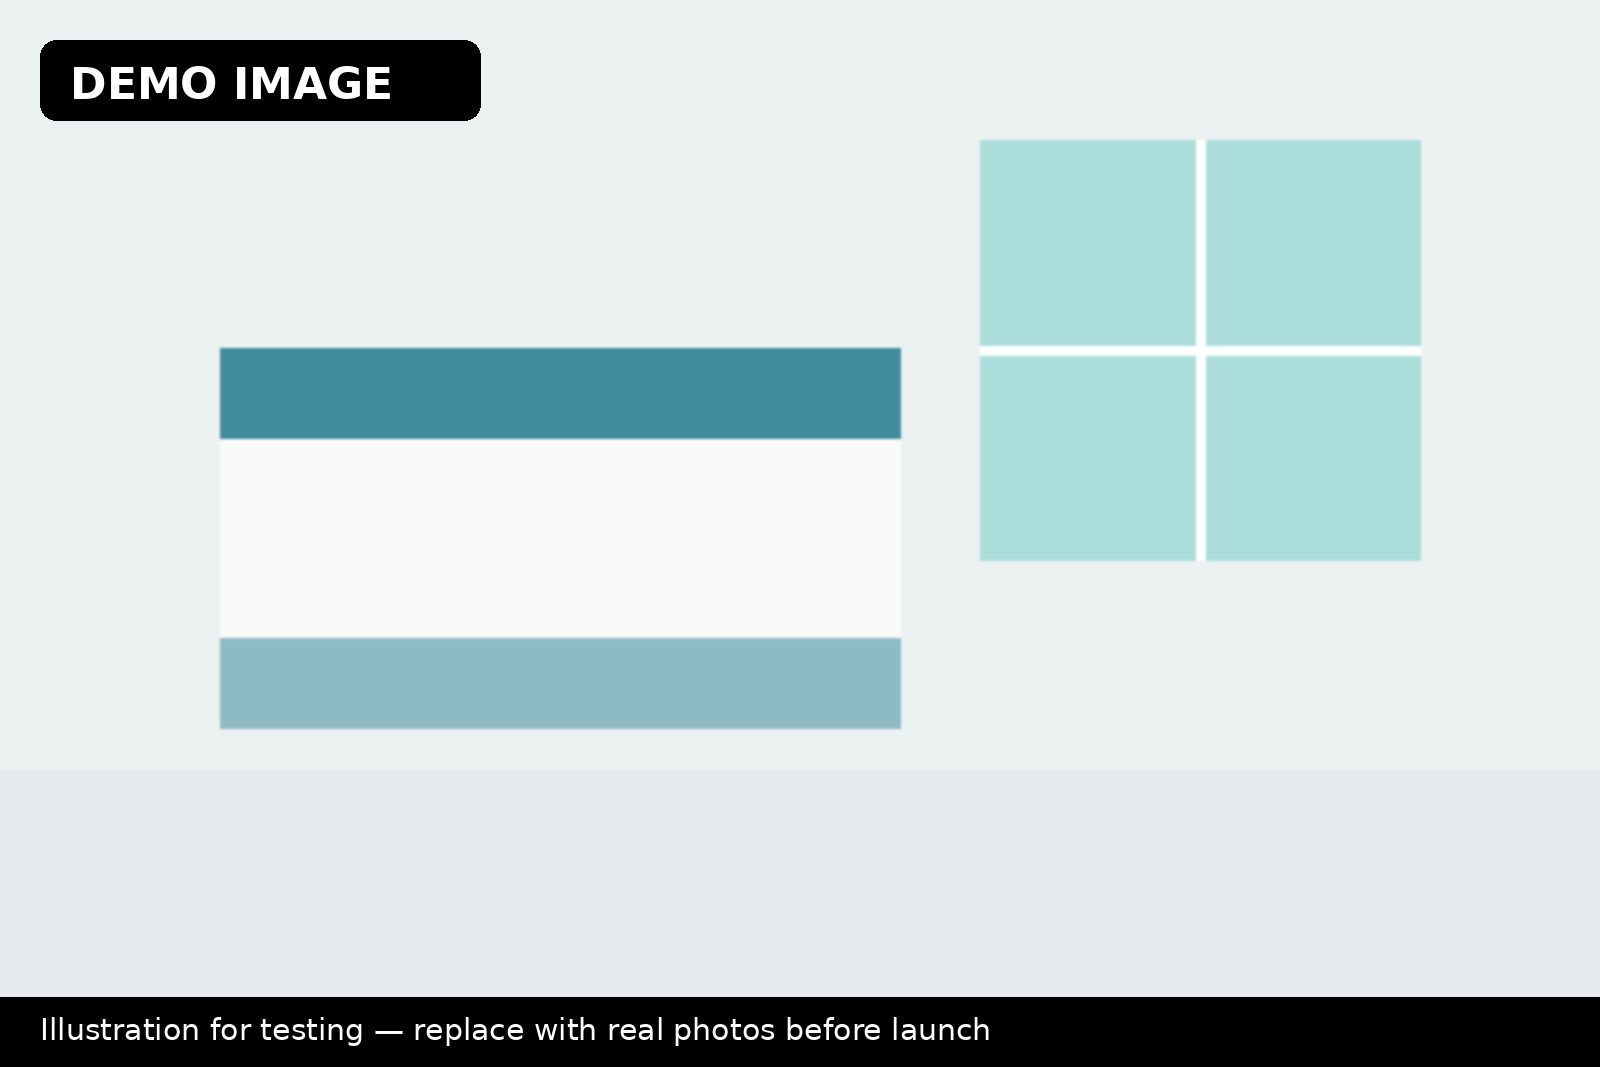 DEMO IMAGE
Illustration for testing — replace with real photos before launch